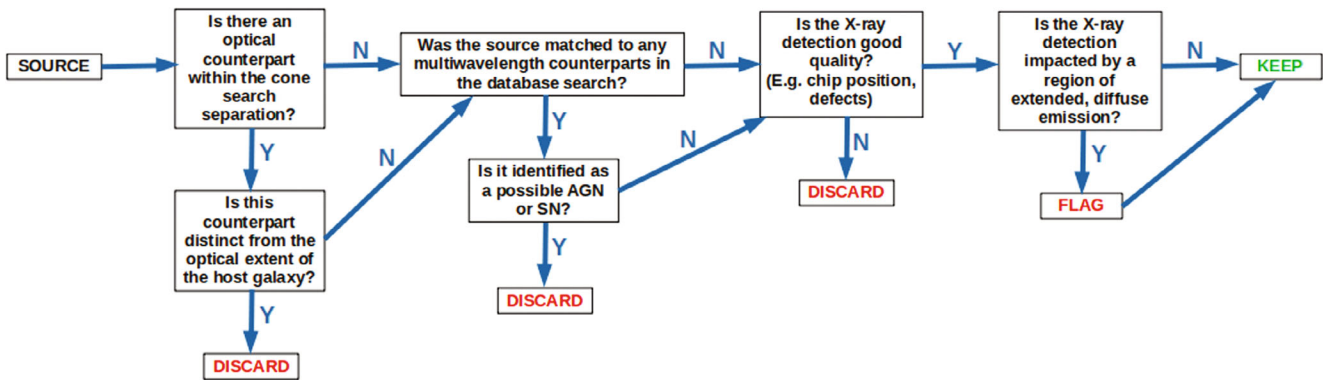 SOURCE
Is there an
optical
counterpart
within the cone
search
separation?
N
Y
Is this
counterpart
distinct from the
optical extent of
the host galaxy?
N
Y
DISCARD
Was the source matched to any
multiwavelength counterparts in
the database search?
N
Y
Is it identified as
a possible AGN
or SN?
N
Y
DISCARD
Is the X-ray
detection good
quality?
(E.g. chip position,
defects)
Y
N
DISCARD
Is the X-ray
detection
impacted by a
region of
extended, diffuse
emission?
N
Y
FLAG
KEEP